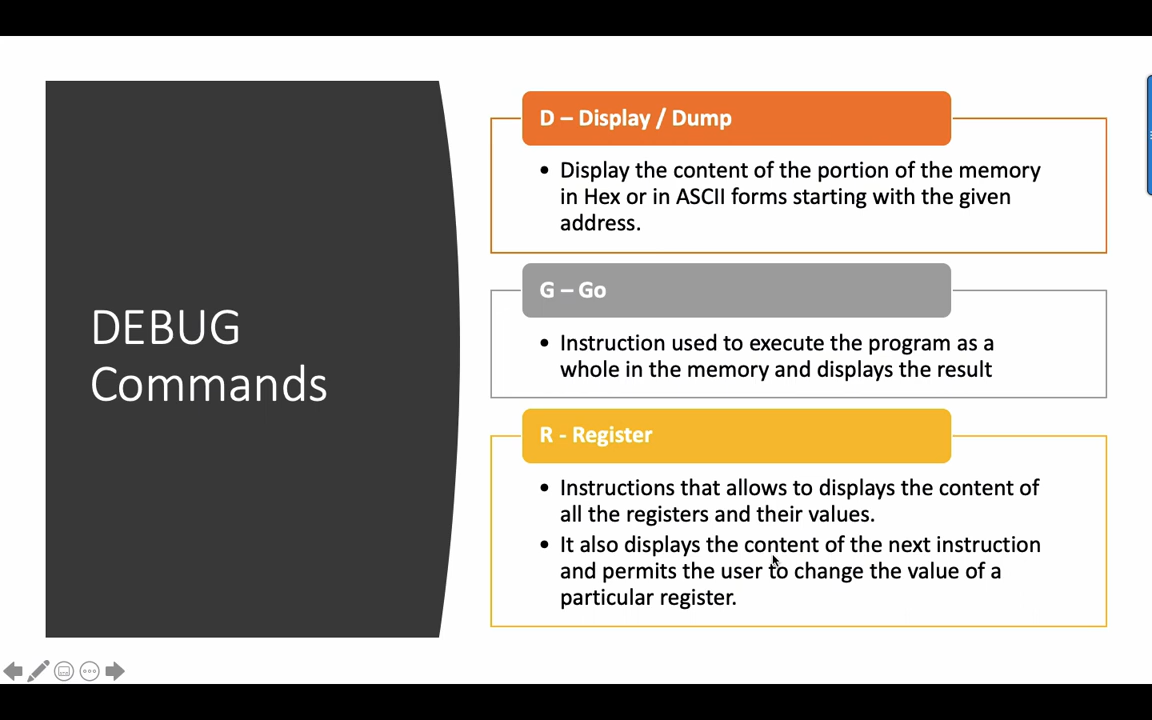 DEBUG
Commands
D – Display / Dump
• Display the content of the portion of the memory
in Hex or in ASCII forms starting with the given
address.
G – Go
• Instruction used to execute the program as a
whole in the memory and displays the result
R - Register
• Instructions that allows to displays the content of
all the registers and their values.
• It also displays the content of the next instruction
and permits the user to change the value of a
particular register.